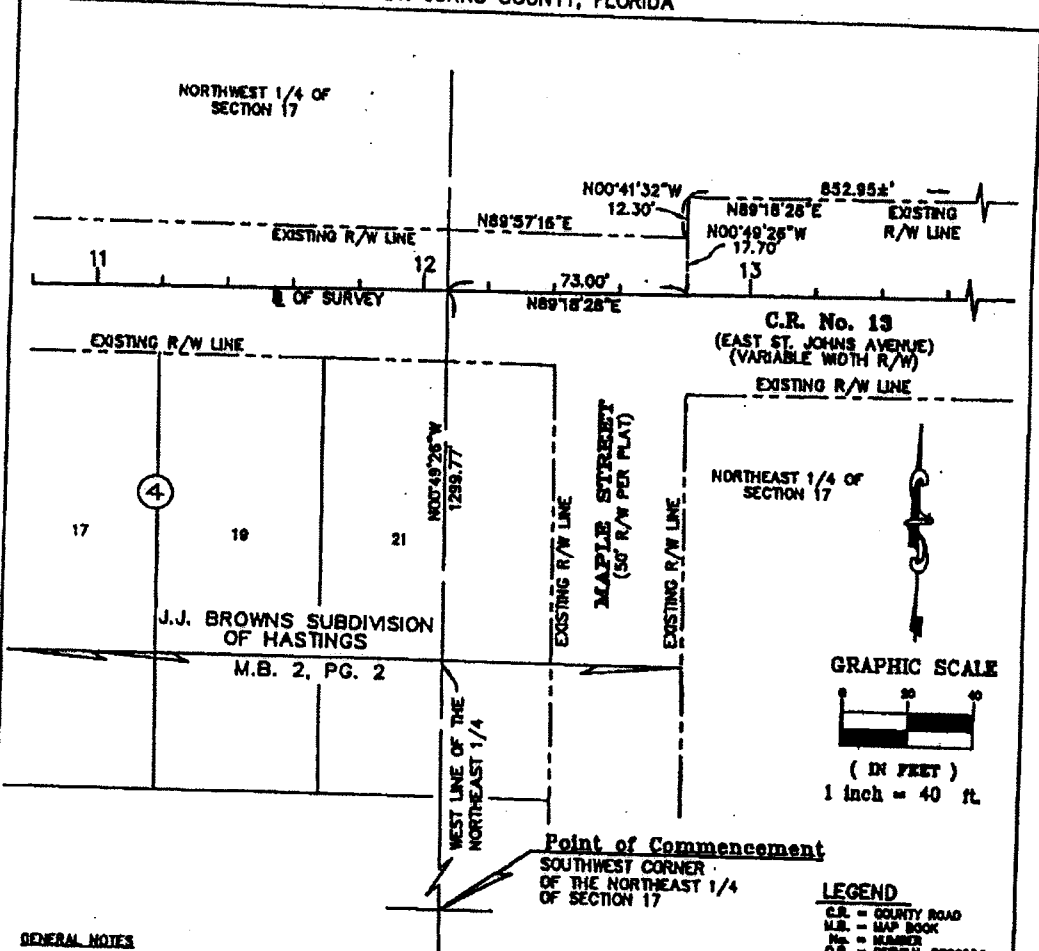 COUNTY, FLORIDA
NORTHWEST 1/4 OF
SECTION 17
N00°41'32"W
12.30'
852.95±'
N89°18'28"E
EXISTING
R/W LINE
N00°49'26"W
17.70'
N89°57'15"E
EXISTING R/W LINE
11
12
13
73.00'
N89°18'28"E
OF SURVEY
C.R. No. 13
(EAST ST. JOHNS AVENUE)
(VARIABLE WIDTH R/W)
EXISTING R/W LINE
EXISTING R/W LINE
N00°49'26"W
1299.77'
MAPLE STREET
(50' R/W PER PLAT)
EXISTING R/W LINE
EXISTING R/W LINE
NORTHEAST 1/4 OF
SECTION 17
4
17
19
21
J.J. BROWNS SUBDIVISION
OF HASTINGS
M.B. 2, PG. 2
GRAPHIC SCALE
0 20 40
( IN FEET )
1 inch = 40 ft.
WEST LINE OF THE
NORTHEAST 1/4
Point of Commencement
SOUTHWEST CORNER
OF THE NORTHEAST 1/4
OF SECTION 17
LEGEND
C.R. = COUNTY ROAD
M.B. = MAP BOOK
No. = NUMBER
GENERAL NOTES